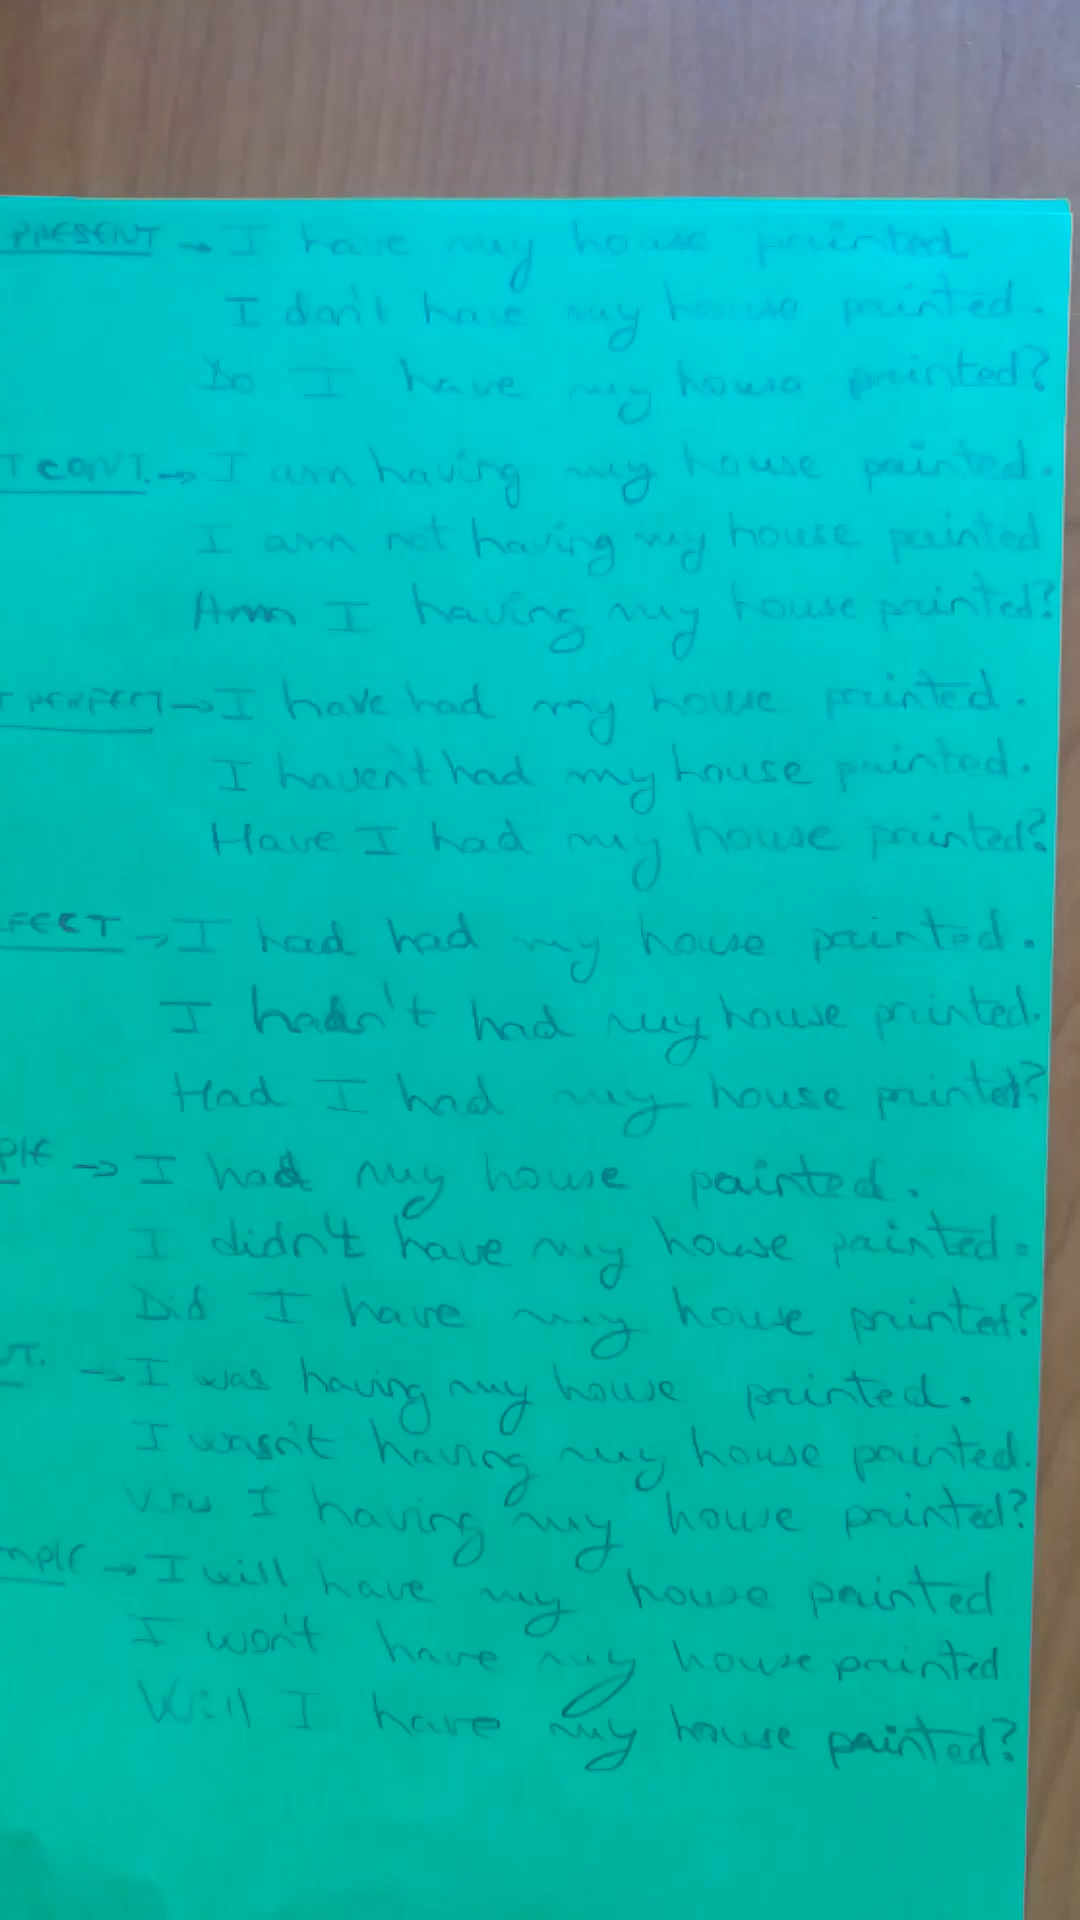 PRESENT → I have my house painted
I don't have my house painted.
Do I have my house painted?
T CONT. → I am having my house painted.
I am not having my house painted
Am I having my house painted?
T PERFECT → I have had my house painted.
I haven't had my house painted.
Have I had my house painted?
FECT → I had had my house painted.
I hadn't had my house painted.
Had I had my house painted?
PLE → I had my house painted.
I didn't have my house painted.
Did I have my house painted?
NT. → I was having my house painted.
I wasn't having my house painted.
Was I having my house painted?
MPLE → I will have my house painted
I won't have my house painted
Will I have my house painted?